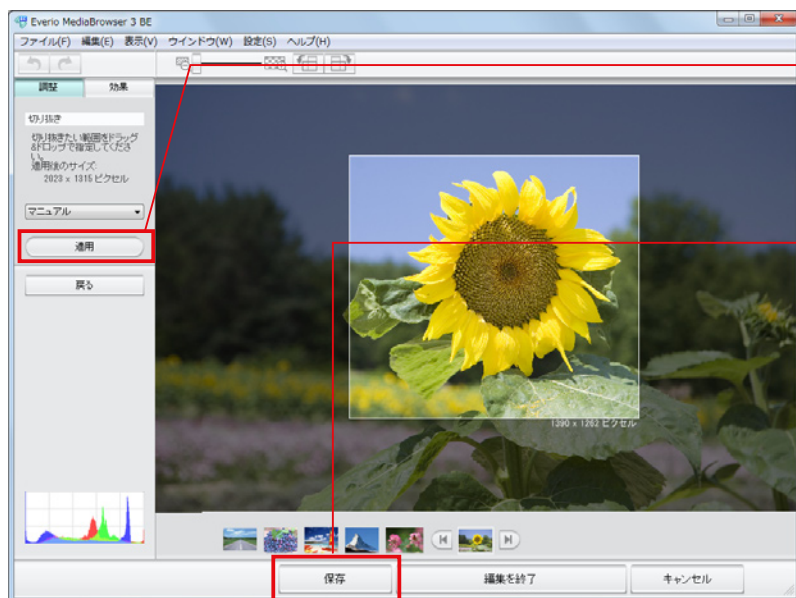 Everio MediaBrowser 3 BE
ファイル(F) 編集(E) 表示(V) ウインドウ(W) 設定(S) ヘルプ(H)
調整 効果
切り抜き
切り抜きたい範囲をドラッグ
&ドロップで指定してくださ
い。
適用後のサイズ:
2023 x 1315 ピクセル
マニュアル
適用
戻る
1390 x 1262 ピクセル
保存 編集を終了 キャンセル